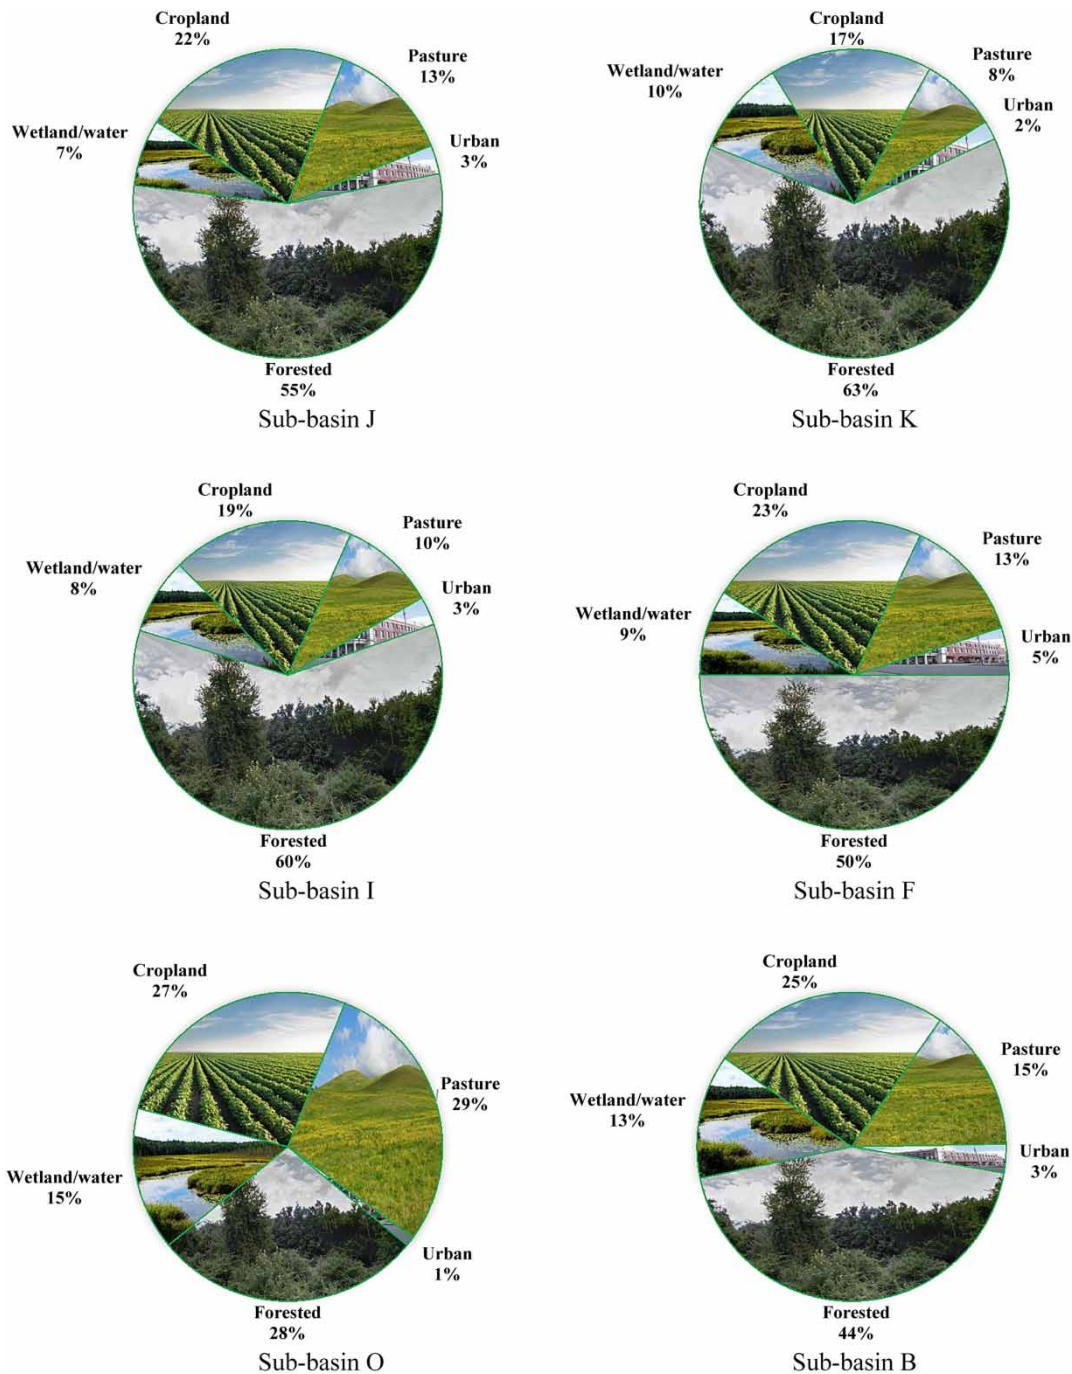 Cropland
22%
Pasture
13%
Wetland/water
7%
Urban
3%
Forested
55%
Sub-basin J
Cropland
17%
Wetland/water
10%
Pasture
8%
Urban
2%
Forested
63%
Sub-basin K
Cropland
19%
Pasture
10%
Wetland/water
8%
Urban
3%
Forested
60%
Sub-basin I
Cropland
23%
Pasture
13%
Wetland/water
9%
Urban
5%
Forested
50%
Sub-basin F
Cropland
27%
Pasture
29%
Wetland/water
15%
Urban
1%
Forested
28%
Sub-basin O
Cropland
25%
Pasture
15%
Wetland/water
13%
Urban
3%
Forested
44%
Sub-basin B